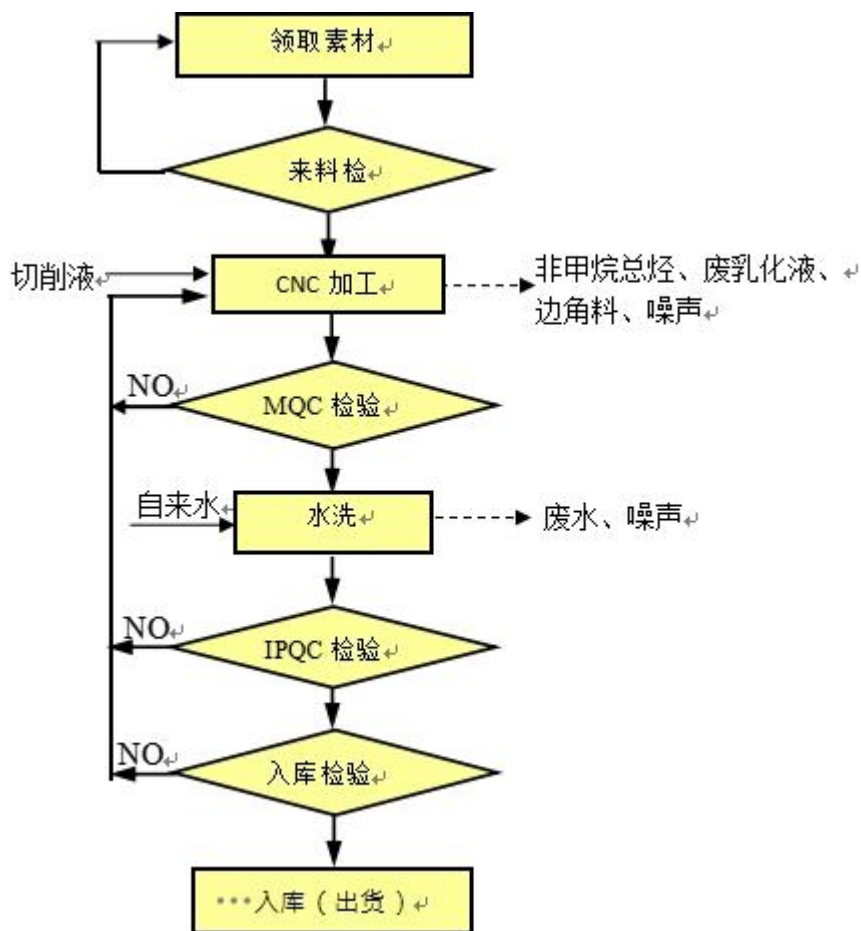 领取素材
来料检
切削液
CNC 加工
非甲烷总烃、废乳化液、
边角料、噪声
NO
MQC 检验
自来水
水洗
废水、噪声
NO
IPQC 检验
NO
入库检验
···入库（出货）